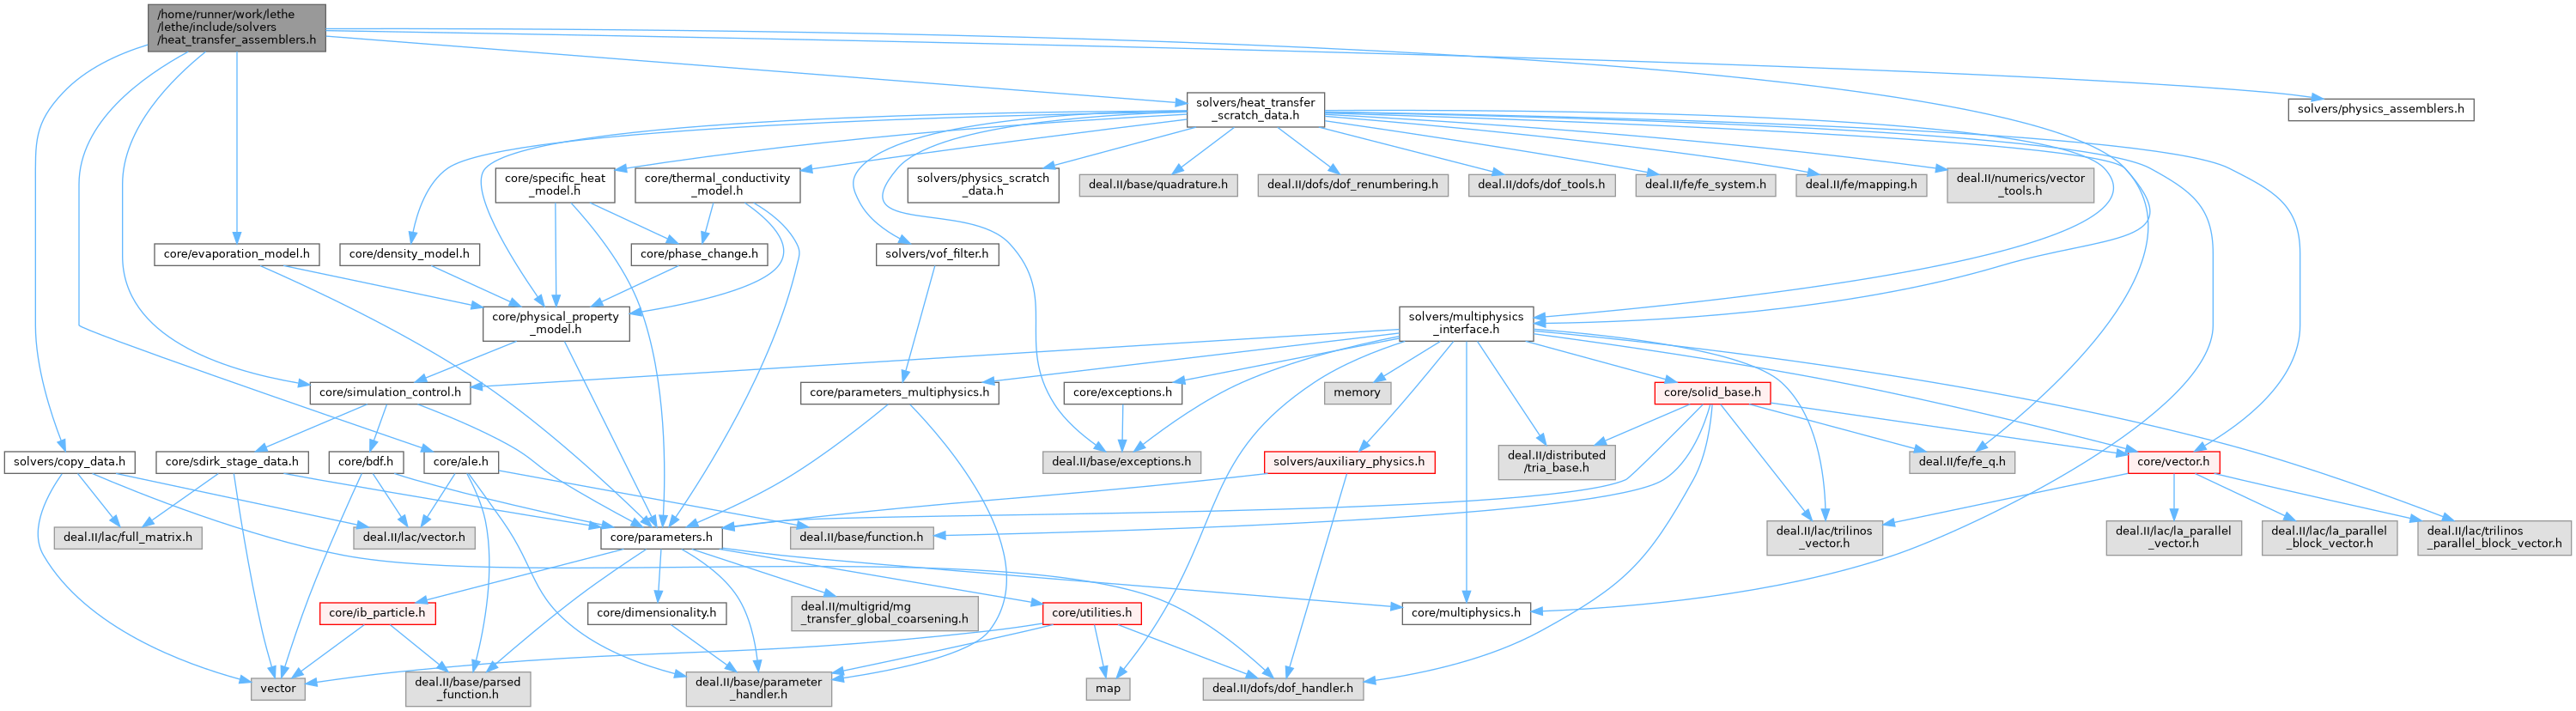 /home/runner/work/lethe
/lethe/include/solvers
/heat_transfer_assemblers.h
solvers/heat_transfer
_scratch_data.h
solvers/physics_assemblers.h
core/specific_heat
_model.h
core/thermal_conductivity
_model.h
solvers/physics_scratch
_data.h
deal.II/base/quadrature.h
deal.II/dofs/dof_renumbering.h
deal.II/dofs/dof_tools.h
deal.II/fe/fe_system.h
deal.II/fe/mapping.h
deal.II/numerics/vector
_tools.h
core/evaporation_model.h
core/density_model.h
core/phase_change.h
solvers/vof_filter.h
core/physical_property
_model.h
solvers/multiphysics
_interface.h
core/simulation_control.h
core/parameters_multiphysics.h
core/exceptions.h
memory
core/solid_base.h
solvers/copy_data.h
core/sdirk_stage_data.h
core/bdf.h
core/ale.h
deal.II/base/exceptions.h
solvers/auxiliary_physics.h
deal.II/distributed
/tria_base.h
deal.II/fe/fe_q.h
core/vector.h
deal.II/lac/full_matrix.h
deal.II/lac/vector.h
core/parameters.h
deal.II/base/function.h
deal.II/lac/trilinos
_vector.h
deal.II/lac/la_parallel
_vector.h
deal.II/lac/la_parallel
_block_vector.h
deal.II/lac/trilinos
_parallel_block_vector.h
core/ib_particle.h
core/dimensionality.h
deal.II/multigrid/mg
_transfer_global_coarsening.h
core/utilities.h
core/multiphysics.h
vector
deal.II/base/parsed
_function.h
deal.II/base/parameter
_handler.h
map
deal.II/dofs/dof_handler.h